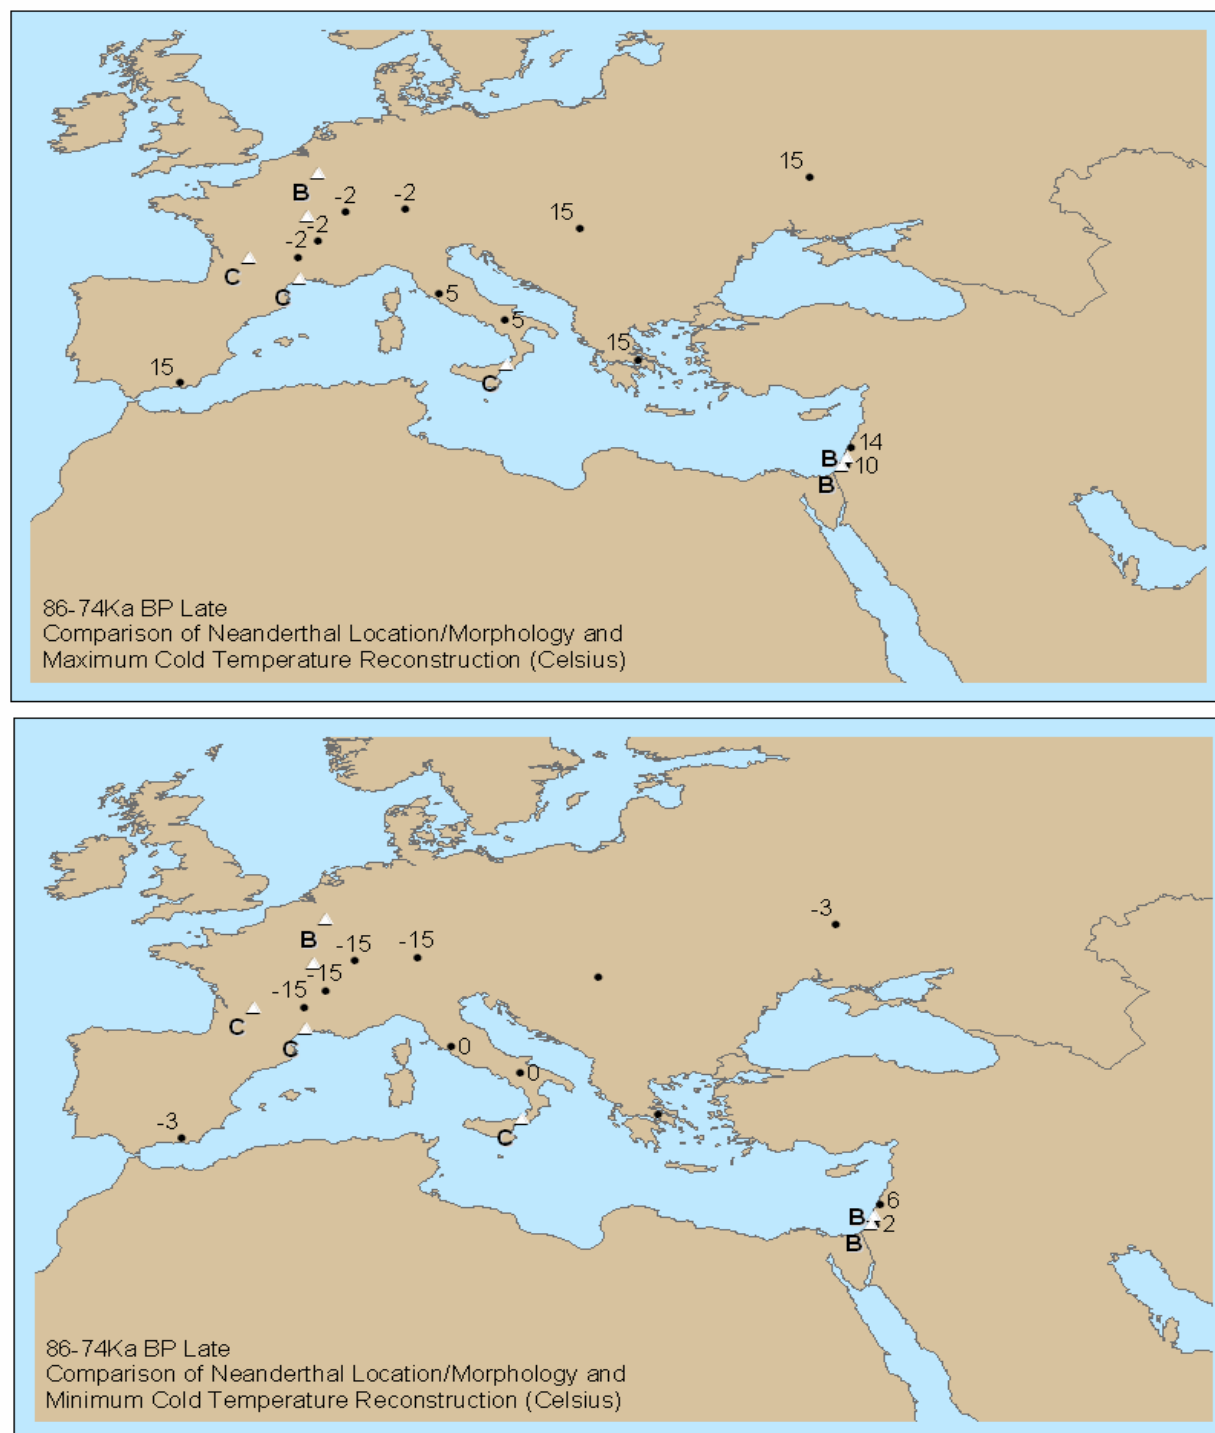 15
B
-2
-2
-2
15
-2
C
C
5
5
15
15
C
14
B
10
B
86-74Ka BP Late
Comparison of Neanderthal Location/Morphology and
Maximum Cold Temperature Reconstruction (Celsius)
-3
B
-15
-15
-15
-15
C
C
0
0
-3
C
6
B
2
B
86-74Ka BP Late
Comparison of Neanderthal Location/Morphology and
Minimum Cold Temperature Reconstruction (Celsius)